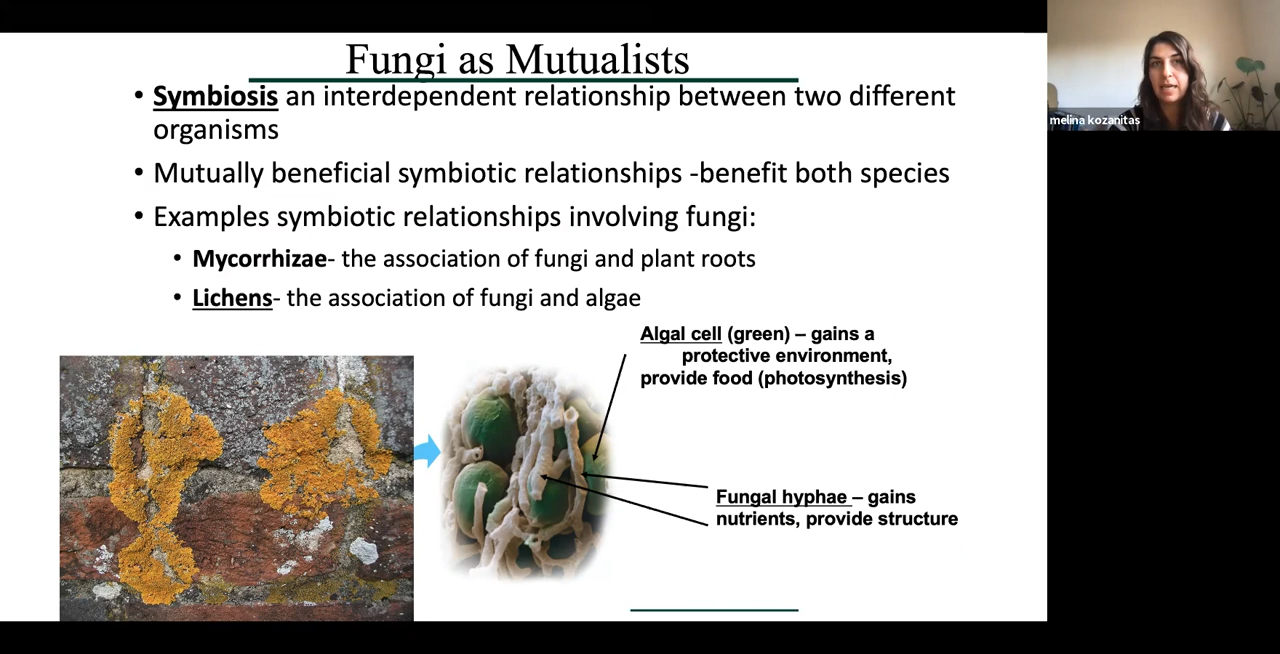 Fungi as Mutualists
• Symbiosis an interdependent relationship between two different
organisms
• Mutually beneficial symbiotic relationships -benefit both species
• Examples symbiotic relationships involving fungi:
• Mycorrhizae- the association of fungi and plant roots
• Lichens- the association of fungi and algae
Algal cell (green) – gains a
protective environment,
provide food (photosynthesis)
Fungal hyphae – gains
nutrients, provide structure
melina kozanitas